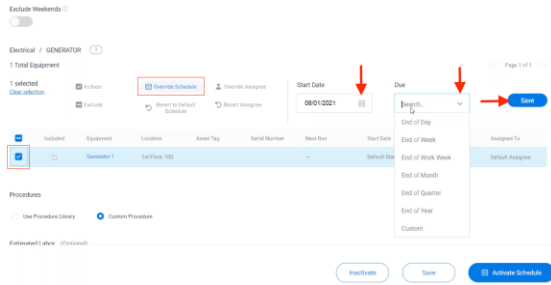 Exclude Weekends
Electrical / GENERATOR 1
1 Total Equipment
Page 1 of 1
1 selected
Clear selection
Include
Exclude
Override Schedule
Revert to Default Schedule
Override Assignee
Revert Assignee
Start Date
08/01/2021
Due
Search...
Save
End of Day
End of Week
End of Work Week
End of Month
End of Quarter
End of Year
Custom
Included Equipment Location Asset Tag Serial Number Next Run Start Date Assigned To
Generator 1 1st Floor, 100 -- Default Sta Default Assignee
Procedures
Use Procedure Library Custom Procedure
Estimated Labor (Optional)
Inactivate Save Activate Schedule